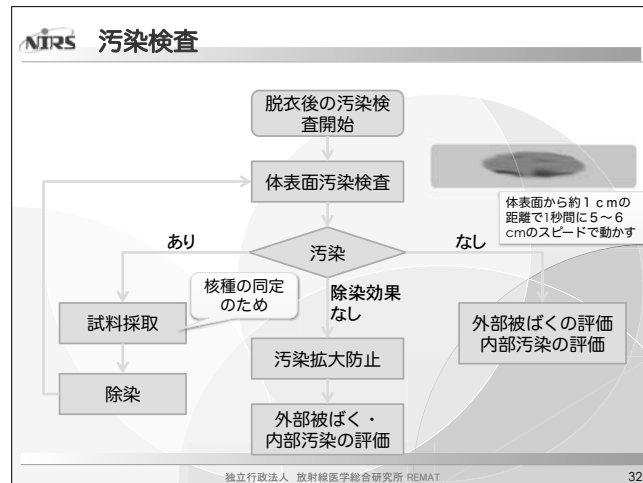 NIRS 汚染検査
脱衣後の汚染検
査開始
体表面汚染検査
体表面から約１ｃｍの
距離で1秒間に５～６
cmのスピードで動かす
あり
汚染
なし
核種の同定
のため
除染効果
なし
試料採取
外部被ばくの評価
内部汚染の評価
汚染拡大防止
除染
外部被ばく・
内部汚染の評価
独立行政法人 放射線医学総合研究所 REMAT
32